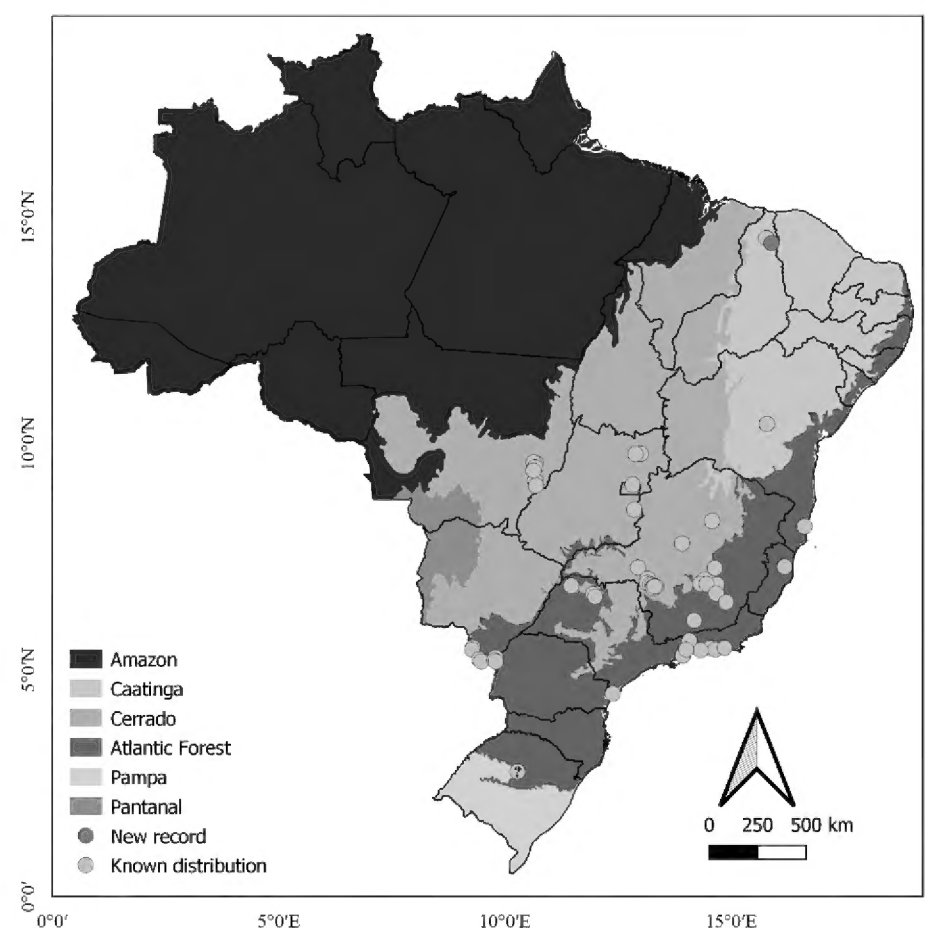 15°0'N
10°0'N
5°0'N
0°0'
Amazon
Caatinga
Cerrado
Atlantic Forest
Pampa
Pantanal
New record
Known distribution
?
0 250 500 km
0°0' 5°0'E 10°0'E 15°0'E